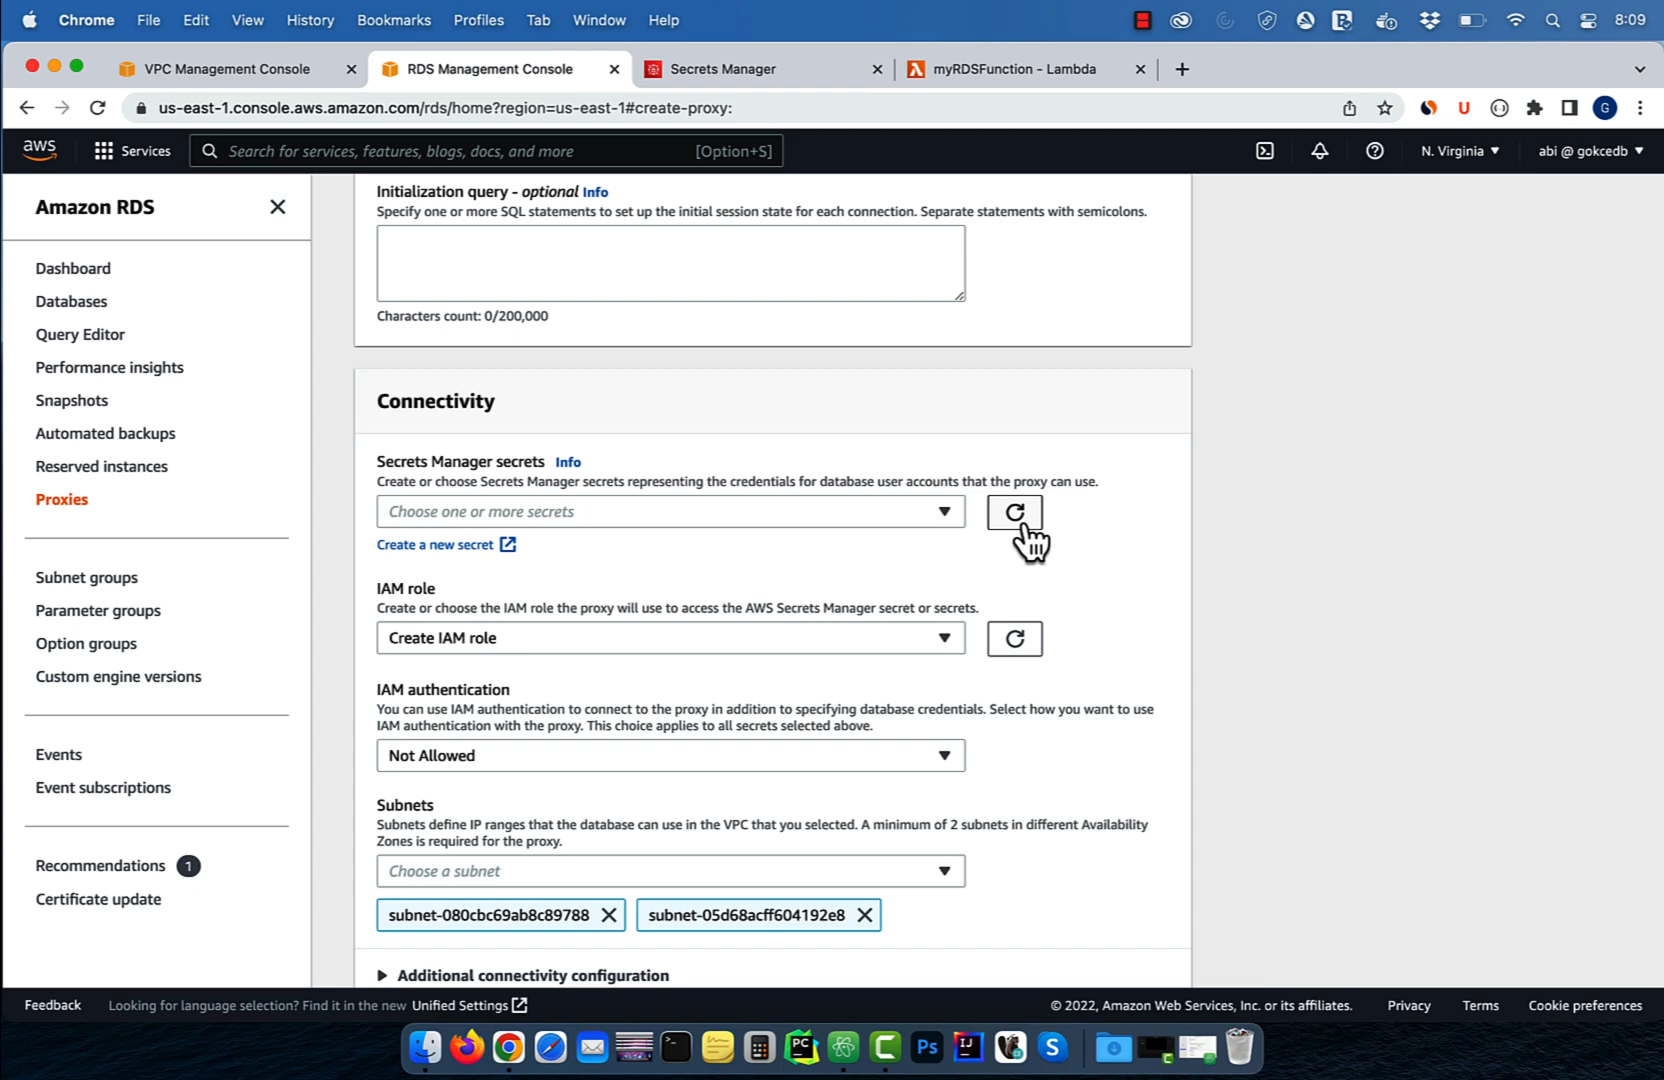 Chrome File Edit View History Bookmarks Profiles Tab Window Help 8:09
VPC Management Console RDS Management Console Secrets Manager myRDSFunction - Lambda
us-east-1.console.aws.amazon.com/rds/home?region=us-east-1#create-proxy: U G
aws Services Search for services, features, blogs, docs, and more [Option+S] N. Virginia abi @ gokcedb
Amazon RDS
Dashboard
Databases
Query Editor
Performance insights
Snapshots
Automated backups
Reserved instances
Proxies
Subnet groups
Parameter groups
Option groups
Custom engine versions
Events
Event subscriptions
Recommendations 1
Certificate update
Initialization query - optional Info
Specify one or more SQL statements to set up the initial session state for each connection. Separate statements with semicolons.
Characters count: 0/200,000
Connectivity
Secrets Manager secrets Info
Create or choose Secrets Manager secrets representing the credentials for database user accounts that the proxy can use.
Choose one or more secrets
Create a new secret
IAM role
Create or choose the IAM role the proxy will use to access the AWS Secrets Manager secret or secrets.
Create IAM role
IAM authentication
You can use IAM authentication to connect to the proxy in addition to specifying database credentials. Select how you want to use
IAM authentication with the proxy. This choice applies to all secrets selected above.
Not Allowed
Subnets
Subnets define IP ranges that the database can use in the VPC that you selected. A minimum of 2 subnets in different Availability
Zones is required for the proxy.
Choose a subnet
subnet-080cbc69ab8c89788 subnet-05d68acff604192e8
Additional connectivity configuration
Feedback Looking for language selection? Find it in the new Unified Settings © 2022, Amazon Web Services, Inc. or its affiliates. Privacy Terms Cookie preferences
PC C Ps IJ S